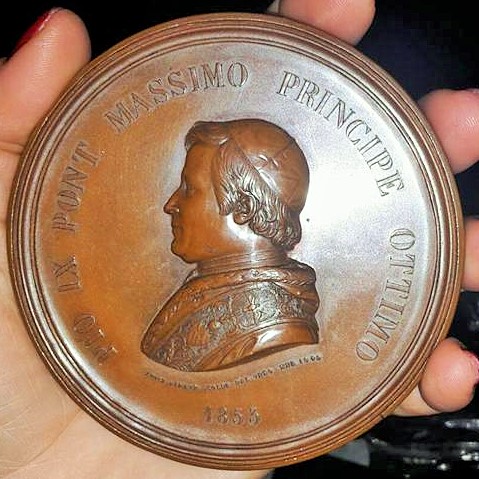 PIO IX PONT MASSIMO PRINCIPE OTTIMO
1855